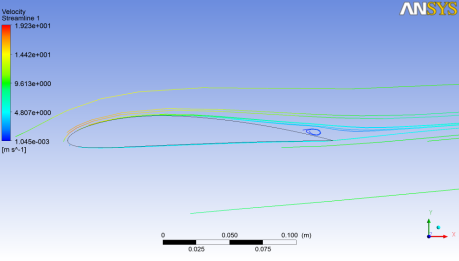 Velocity
Streamline 1
1.923e+001
1.442e+001
9.613e+000
4.807e+000
1.045e-003
[m s^-1]
ANSYS
0
0.050
0.100 (m)
0.025
0.075
Y
X